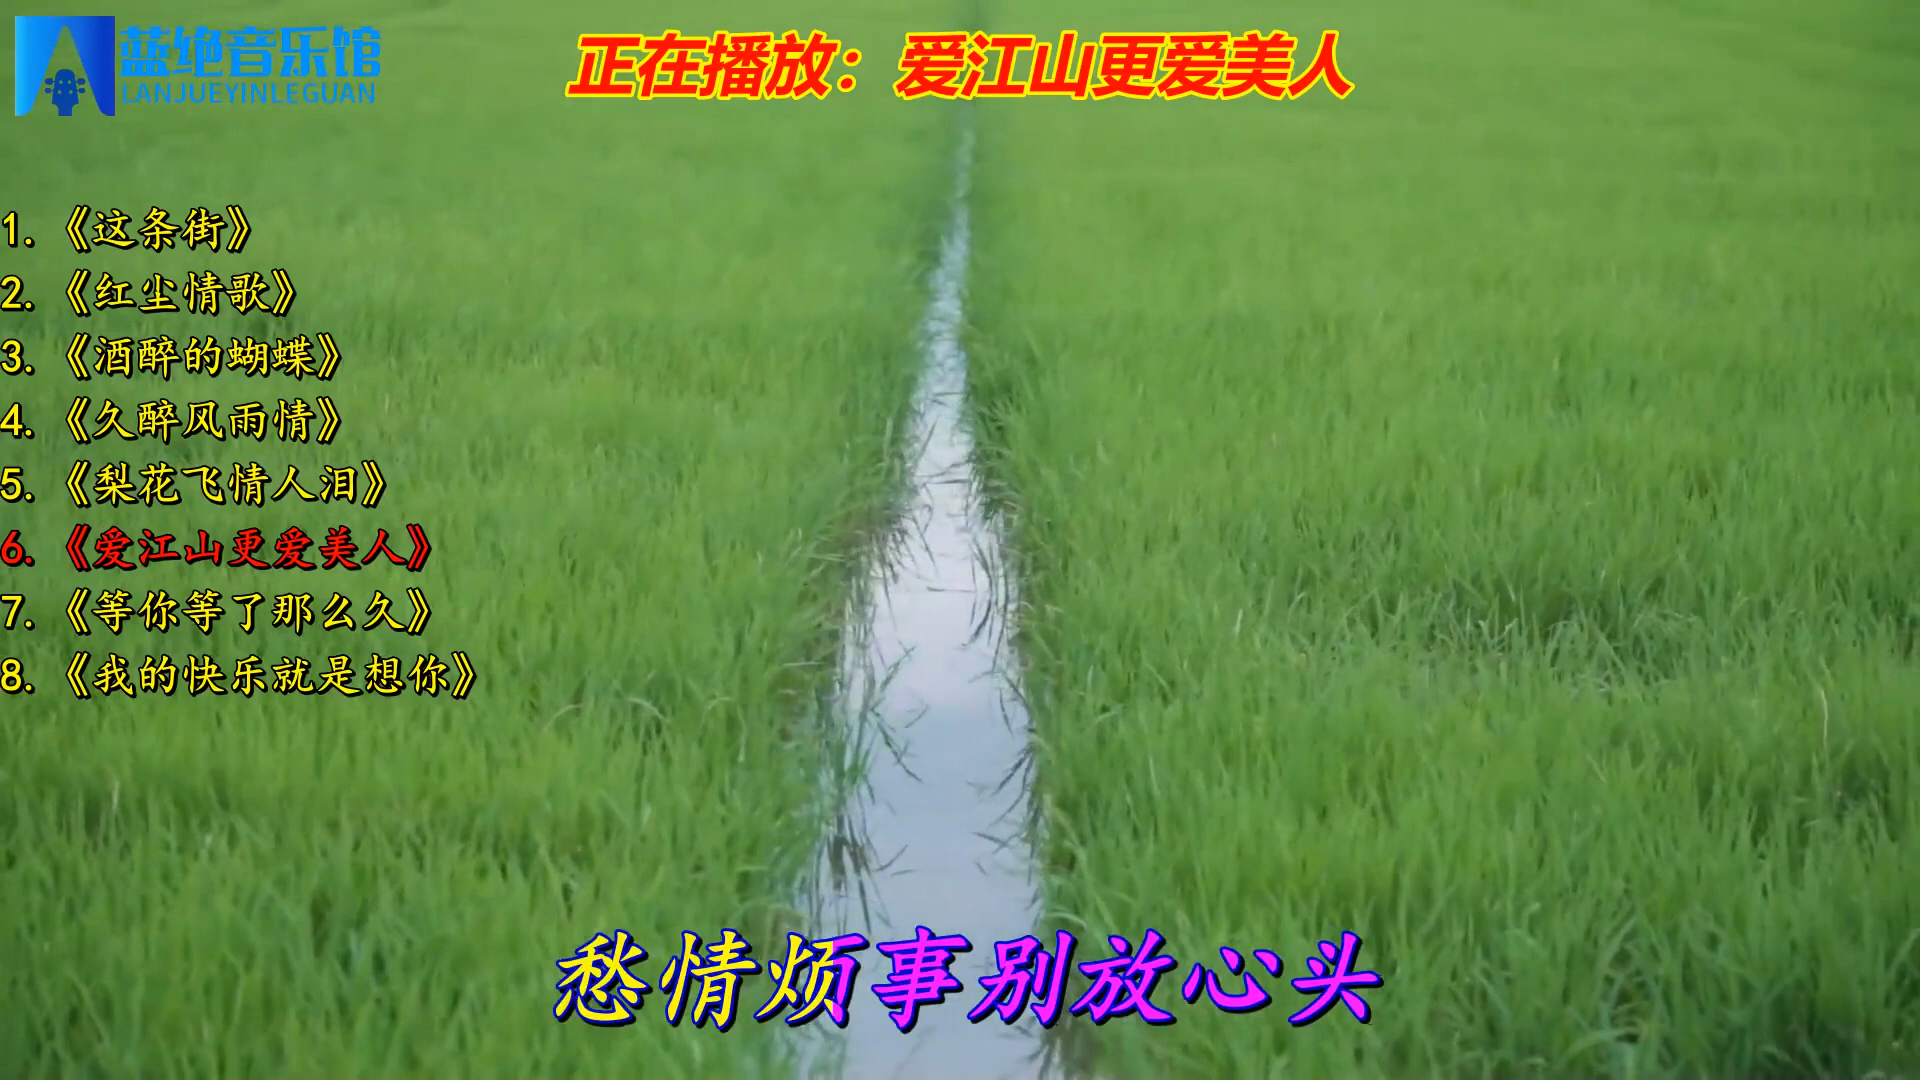 蓝绝音乐馆
LANJUEYINLEGUAN
正在播放：爱江山更爱美人
1.《这条街》
2.《红尘情歌》
3.《酒醉的蝴蝶》
4.《久醉风雨情》
5.《梨花飞情人泪》
6.《爱江山更爱美人》
7.《等你等了那么久》
8.《我的快乐就是想你》
愁情烦事别放心头